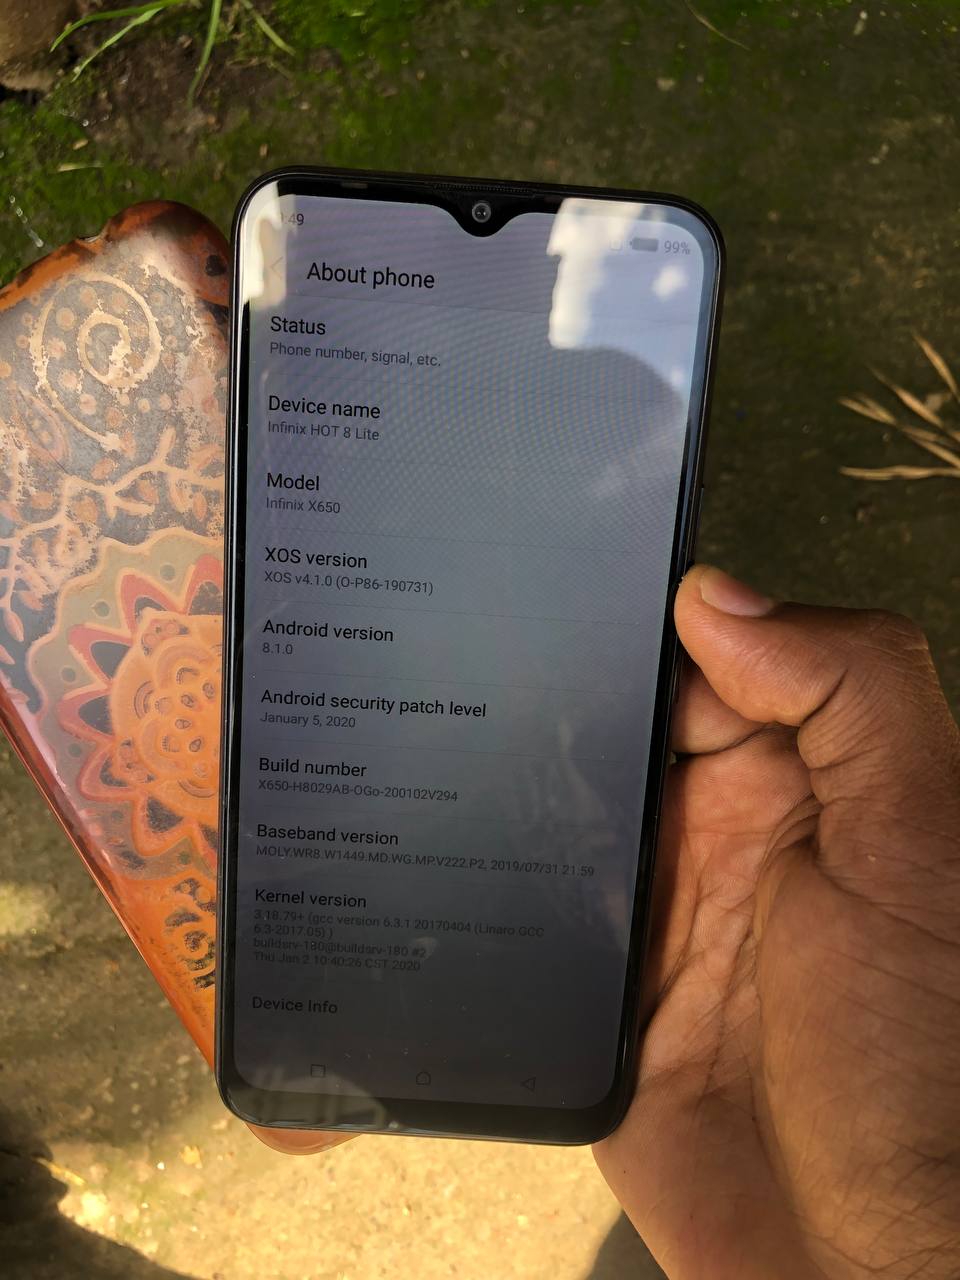 :49
99%
About phone
Status
Phone number, signal, etc.
Device name
Infinix HOT 8 Lite
Model
Infinix X650
XOS version
XOS v4.1.0 (O-P86-190731)
Android version
8.1.0
Android security patch level
January 5, 2020
Build number
X650-H8029AB-OGo-200102V294
Baseband version
MOLY.WR8.W1449.MD.WG.MP.V222.P2, 2019/07/31 21:59
Kernel version
3.18.79+ (gcc version 6.3.1 20170404 (Linaro GCC
6.3-2017.05) )
buildsrv-180@buildsrv-180 #2
Thu Jan 2 10:40:26 CST 2020
Device Info